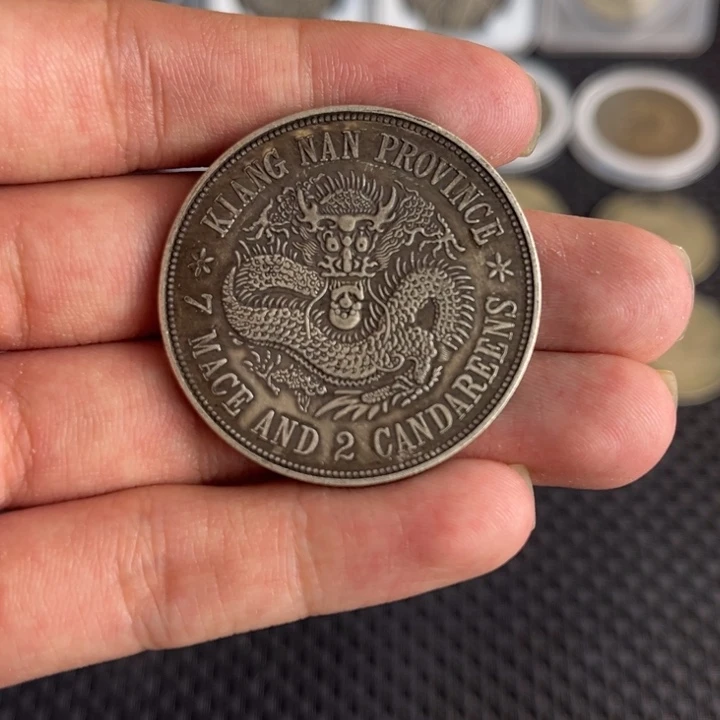 KIANG NAN PROVINCE
7 MACE AND 2 CANDAREENS